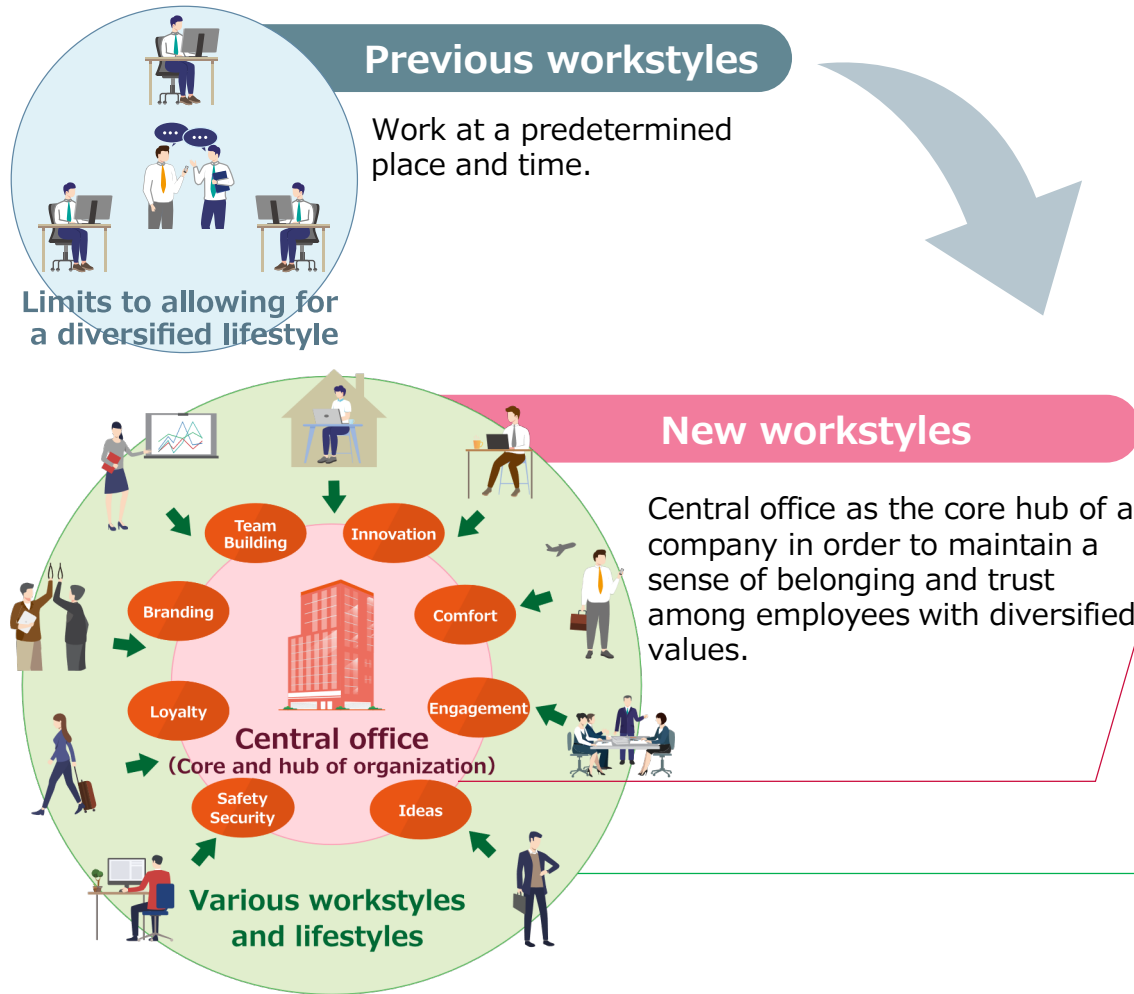 Previous workstyles
Work at a predetermined
place and time.
Limits to allowing for
a diversified lifestyle
New workstyles
Central office as the core hub of a
company in order to maintain a
sense of belonging and trust
among employees with diversified
values.
Team
Building
Innovation
Branding
Comfort
Loyalty
Engagement
Central office
(Core and hub of organization)
Safety
Security
Ideas
Various workstyles
and lifestyles